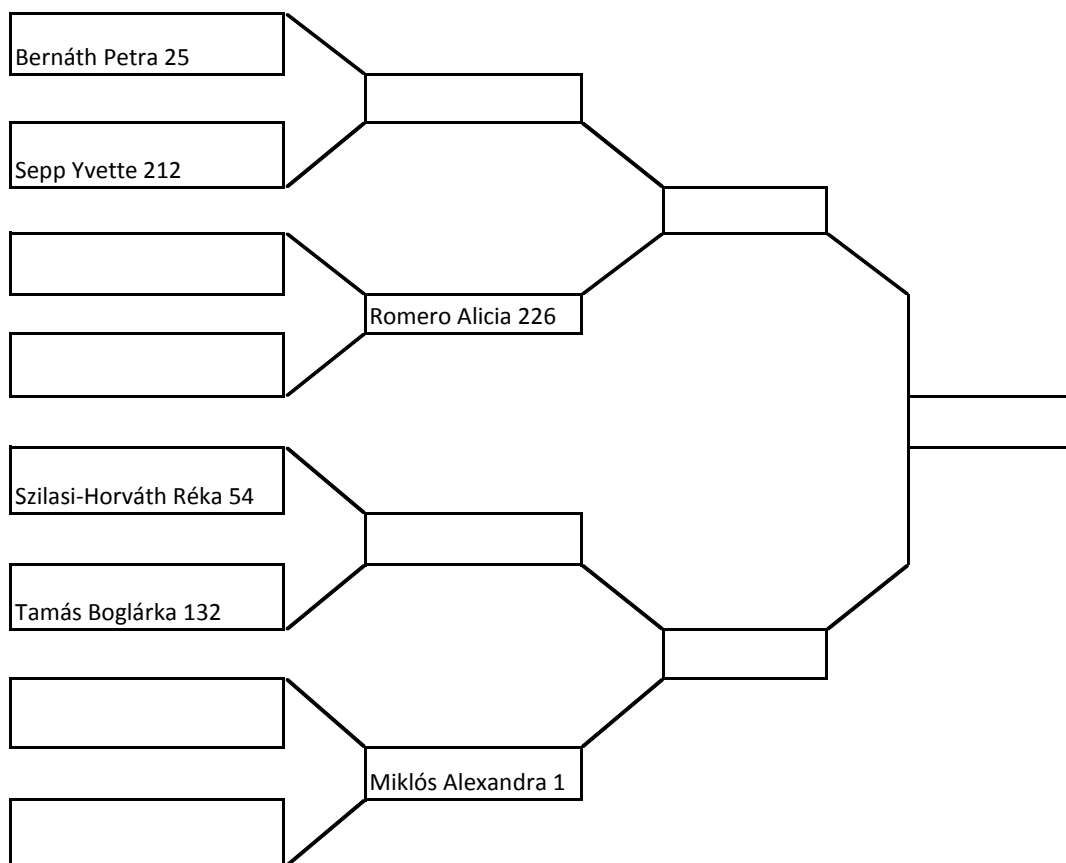 Bernáth Petra 25
Sepp Yvette 212
Romero Alicia 226
Szilasi-Horváth Réka 54
Tamás Boglárka 132
Miklós Alexandra 1